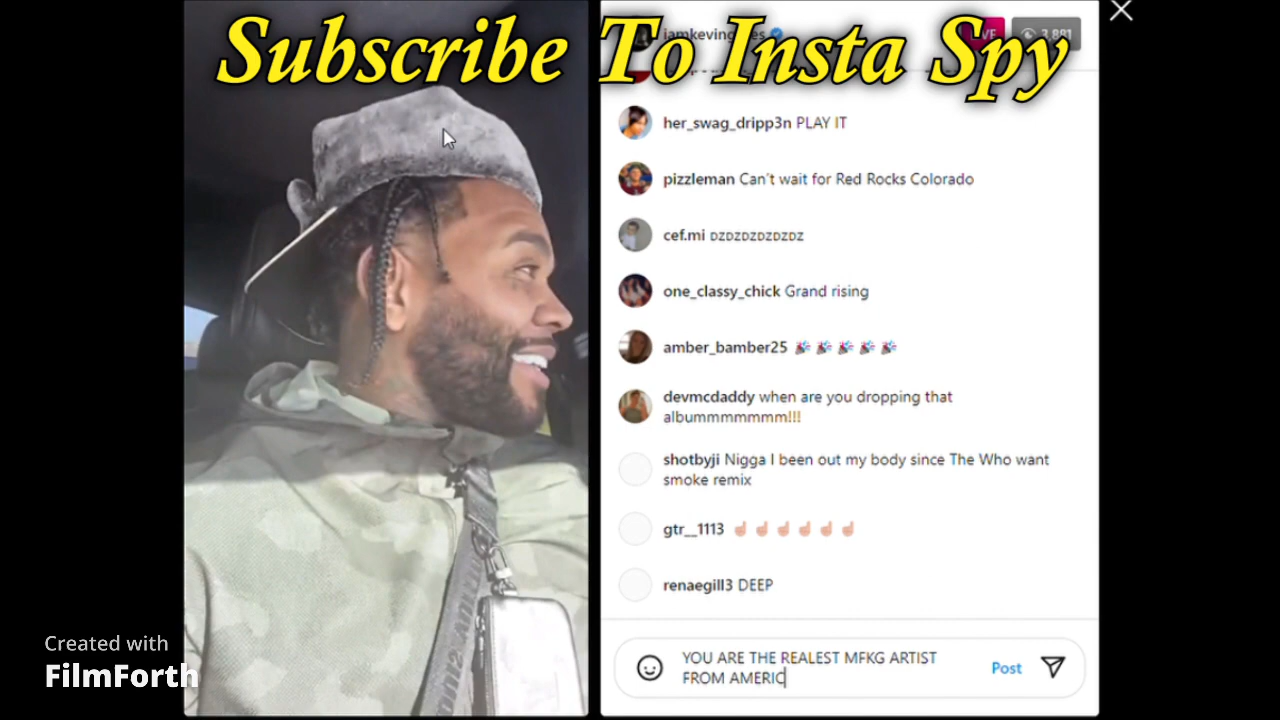 Subscribe To Insta Spy
her_swag_dripp3n PLAY IT
pizzleman Can't wait for Red Rocks Colorado
cef.mi DZDZDZDZDZDZ
one_classy_chick Grand rising
amber_bamber25 🎉 🎉 🎉 🎉 🎉
devmcdaddy when are you dropping that
albummmmmmm!!!
shotbyji Nigga I been out my body since The Who want
smoke remix
gtr__1113 ☝🏼 ☝🏼 ☝🏼 ☝🏼 ☝🏼 ☝🏼
renaegill3 DEEP
YOU ARE THE REALEST MFKG ARTIST
FROM AMERIC
Post
Created with
FilmForth